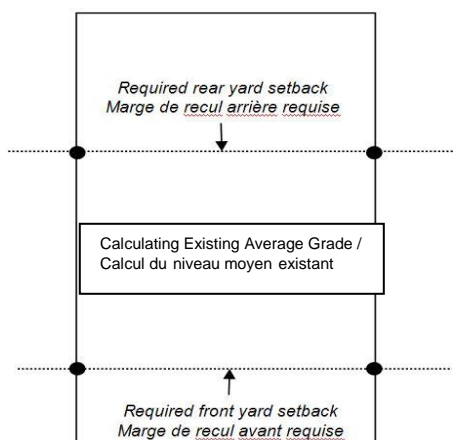 Required rear yard setback
Marge de recul arrière requise
Calculating Existing Average Grade /
Calcul du niveau moyen existant
Required front yard setback
Marge de recul avant requise